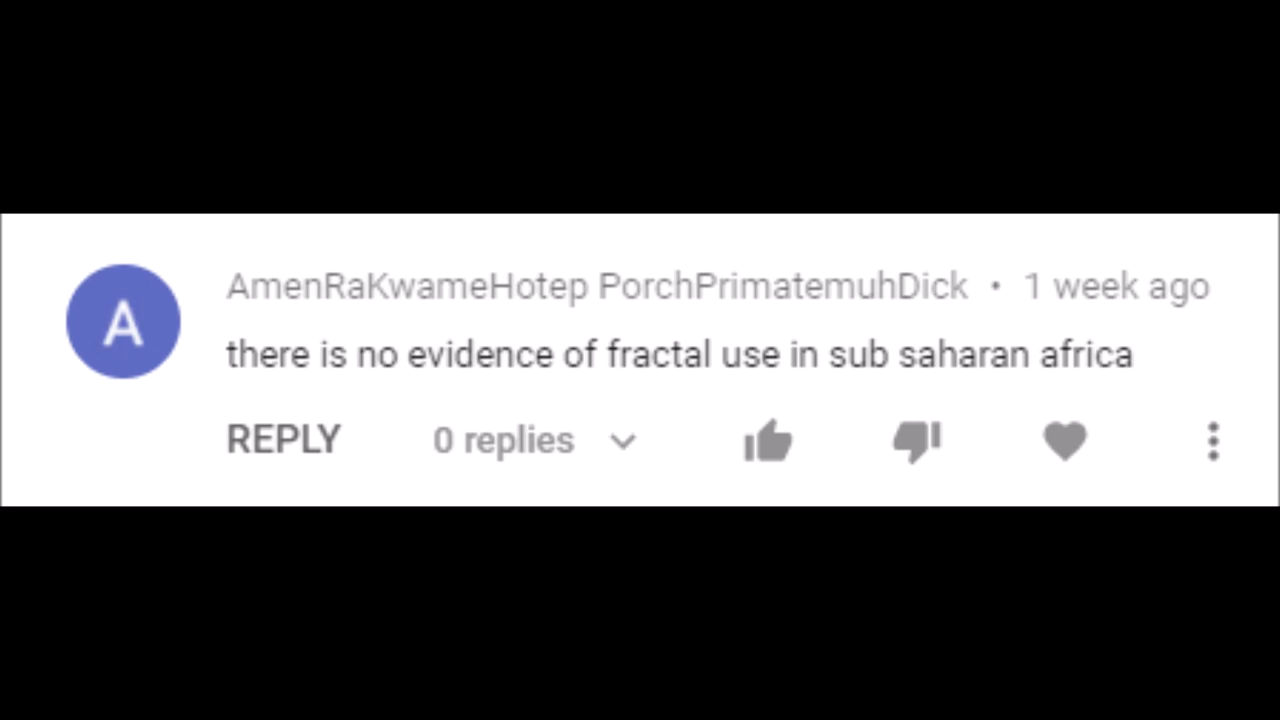 A
AmenRaKwameHotep PorchPrimatemuhDick • 1 week ago
there is no evidence of fractal use in sub saharan africa
REPLY 0 replies